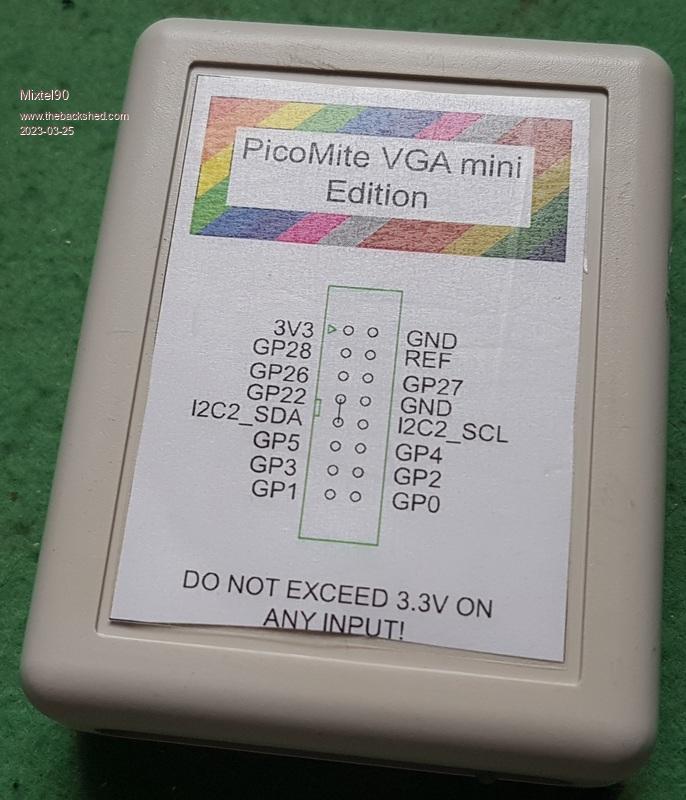 Mixtel90
www.thebackshed.com
2023-03-25
PicoMite VGA mini
Edition
3V3 GND
GP28 REF
GP26 GP27
GP22 GND
I2C2_SDA I2C2_SCL
GP5 GP4
GP3 GP2
GP1 GP0
DO NOT EXCEED 3.3V ON
ANY INPUT!